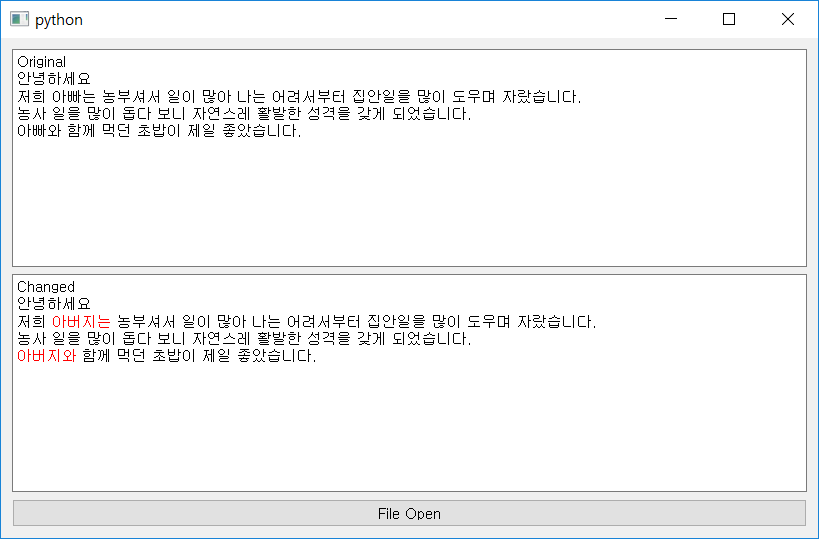 python
Original
안녕하세요
저희 아빠는 농부셔서 일이 많아 나는 어려서부터 집안일을 많이 도우며 자랐습니다.
농사 일을 많이 돕다 보니 자연스레 활발한 성격을 갖게 되었습니다.
아빠와 함께 먹던 초밥이 제일 좋았습니다.
Changed
안녕하세요
저희 아버지는 농부셔서 일이 많아 나는 어려서부터 집안일을 많이 도우며 자랐습니다.
농사 일을 많이 돕다 보니 자연스레 활발한 성격을 갖게 되었습니다.
아버지와 함께 먹던 초밥이 제일 좋았습니다.
File Open